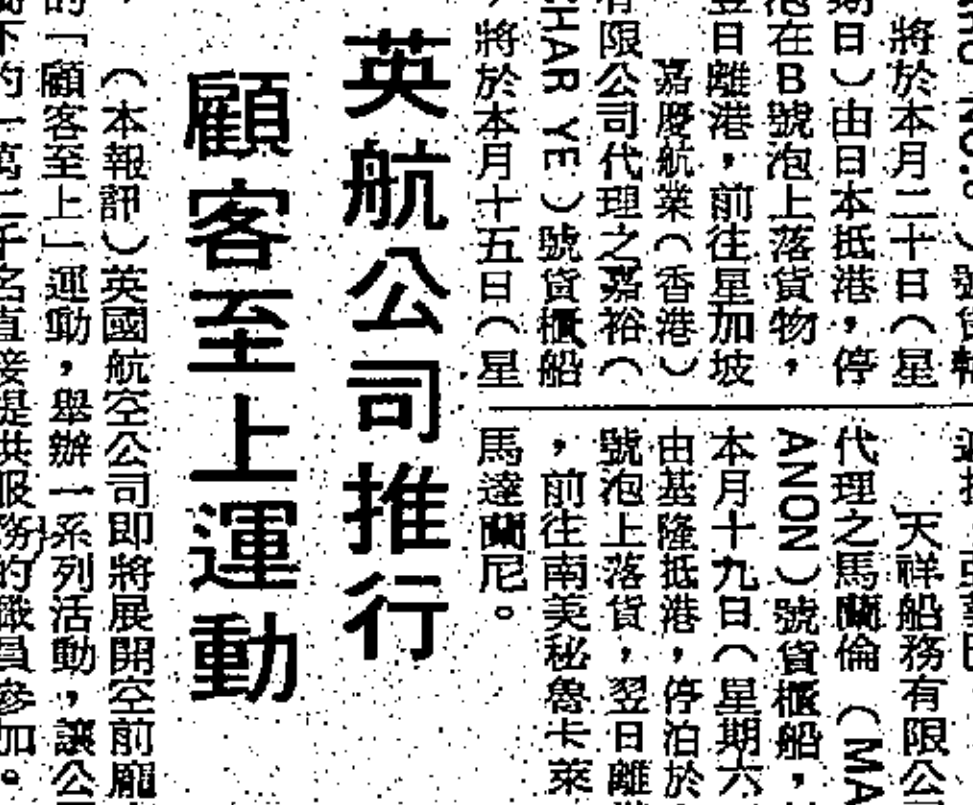 號貨輪
將於本月二十日（星
期日）由日本抵港，停
在B號泡上落貨物，
翌日離港，前往星加坡
嘉慶航業（香港）
有限公司代理之嘉裕（
CHAR YE）號貨櫃船
，將於本月十五日（星
天祥船務有限公
代理之馬蘭倫（MA
ANON）號貨櫃船，
本月十九日（星期六
由基隆抵港，停泊於
號泡上落貨，翌日離
，前往南美秘魯卡萊
馬達蘭尼。
英航公司推行
顧客至上運動
（本報訊）英國航空公司即將展開空前龐
的「顧客至上」運動，舉辦一系列活動，讓公
下的一萬二千名直接提供服務的職員參加。